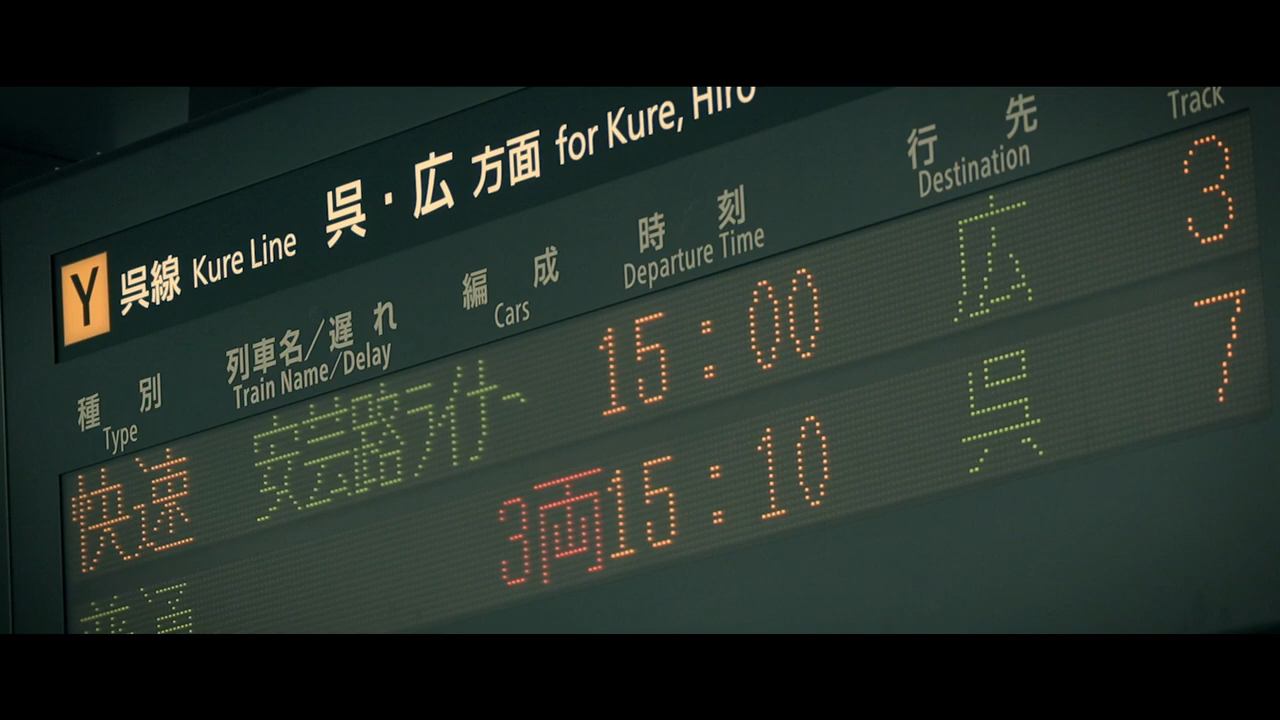 Y 呉線 Kure Line 呉・広 方面 for Kure, Hiro
種別 列車名/遅れ 編成 時刻 行先
Type Train Name/Delay Cars Departure Time Destination Track
快速 安芸路ライナー 15:00 広 3
普通 3両 15:10 呉 7